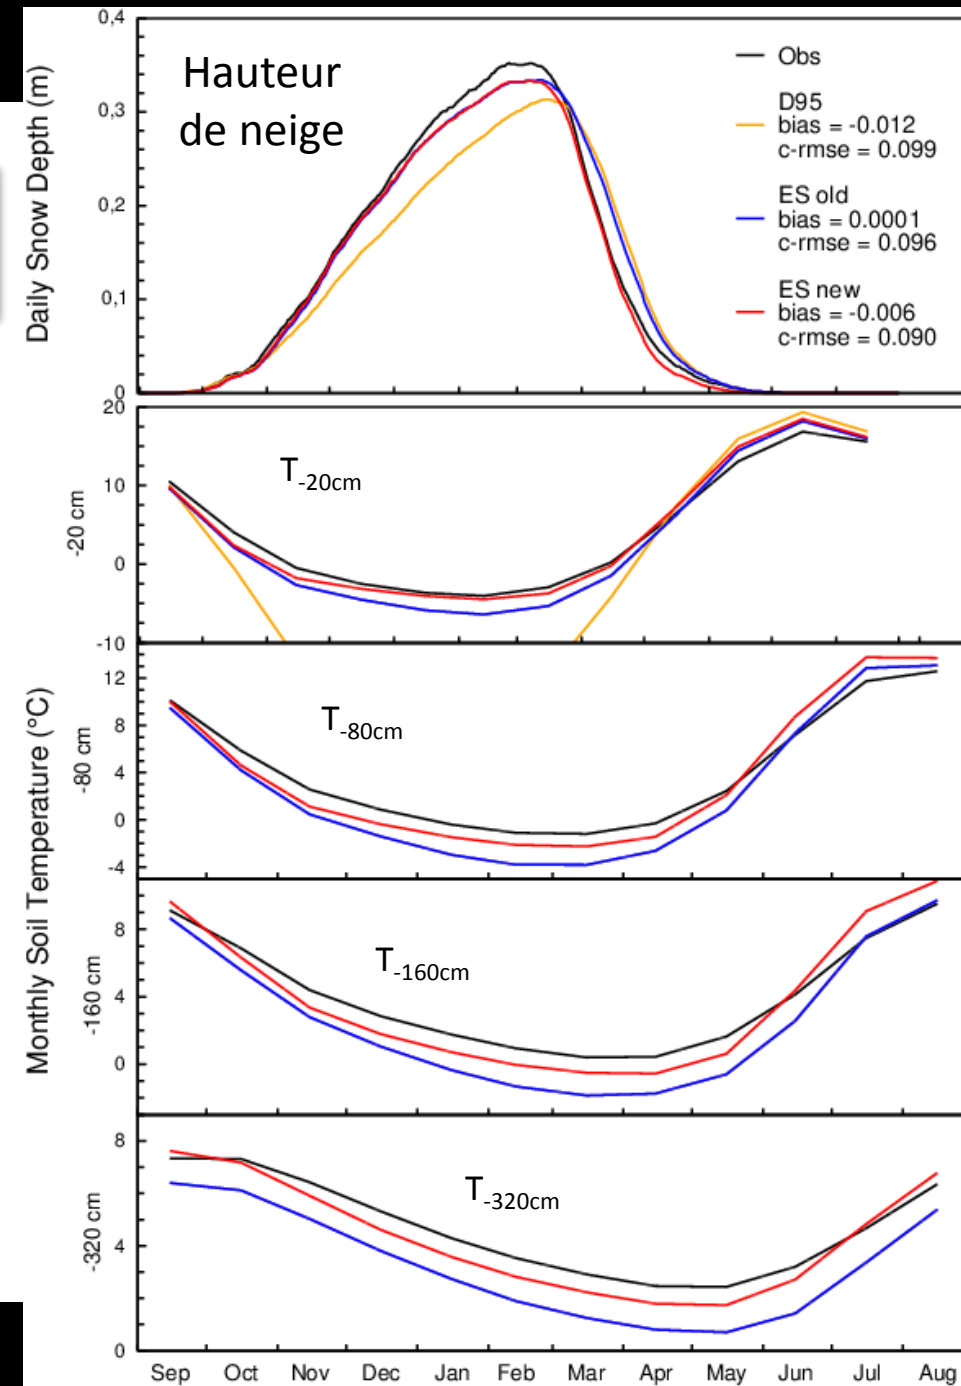 Daily Snow Depth (m)
0,4
0,3
0,2
0,1
0
Hauteur
de neige
Obs
D95
bias = -0.012
c-rmse = 0.099
ES old
bias = 0.0001
c-rmse = 0.096
ES new
bias = -0.006
c-rmse = 0.090
Monthly Soil Temperature (°C)
-20 cm
20
10
0
-10
T-20cm
-80 cm
12
8
4
0
-4
T-80cm
-160 cm
8
4
0
T-160cm
-320 cm
8
4
0
T-320cm
Sep Oct Nov Dec Jan Feb Mar Apr May Jun Jul Aug